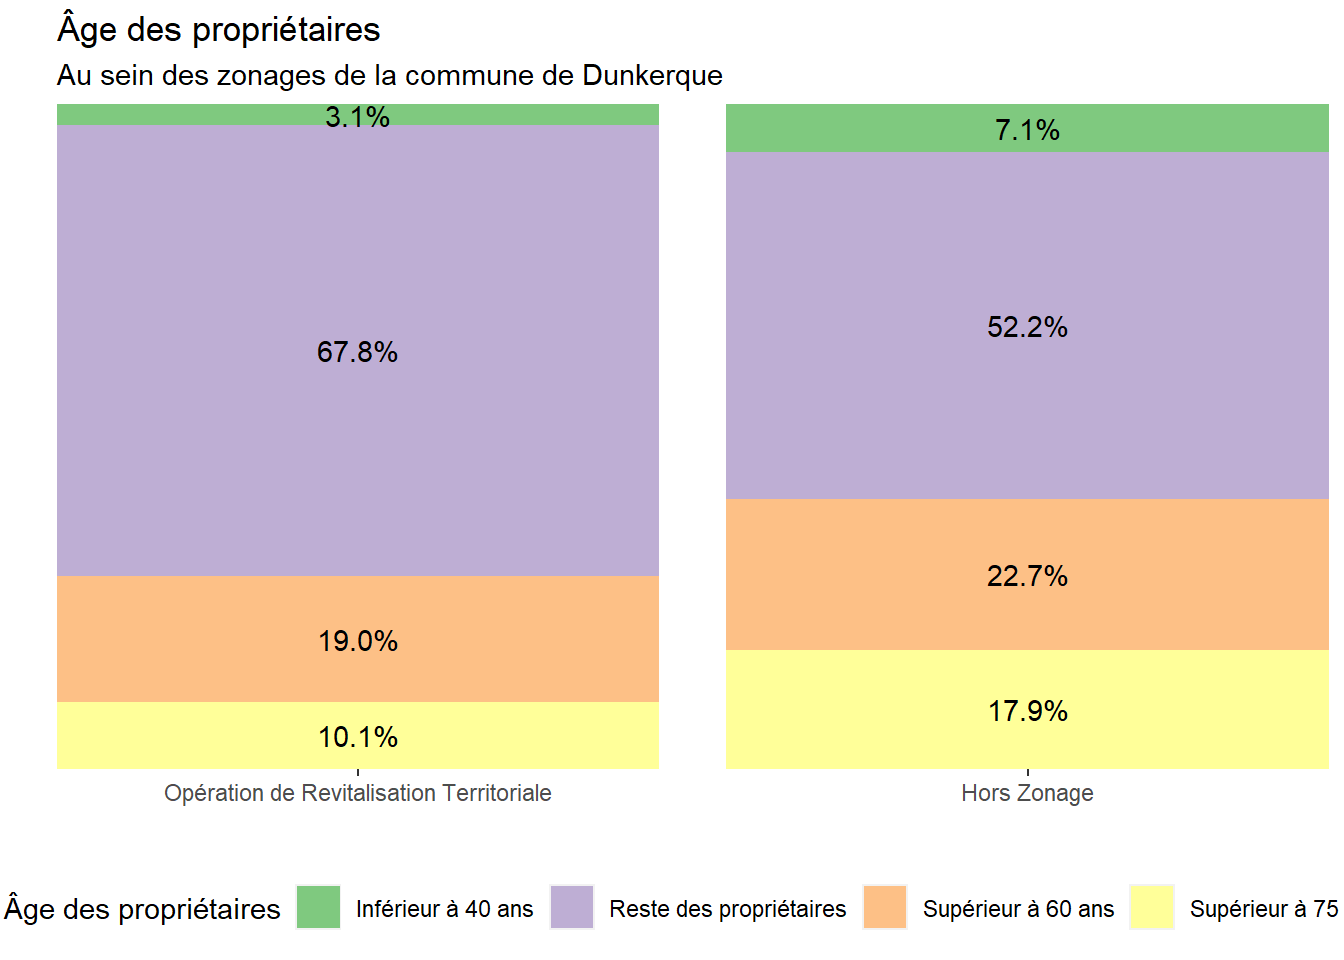 Âge des propriétaires
Au sein des zonages de la commune de Dunkerque
3.1%
7.1%
67.8%
52.2%
19.0%
22.7%
10.1%
17.9%
Opération de Revitalisation Territoriale
Hors Zonage
Âge des propriétaires Inférieur à 40 ans Reste des propriétaires Supérieur à 60 ans Supérieur à 75